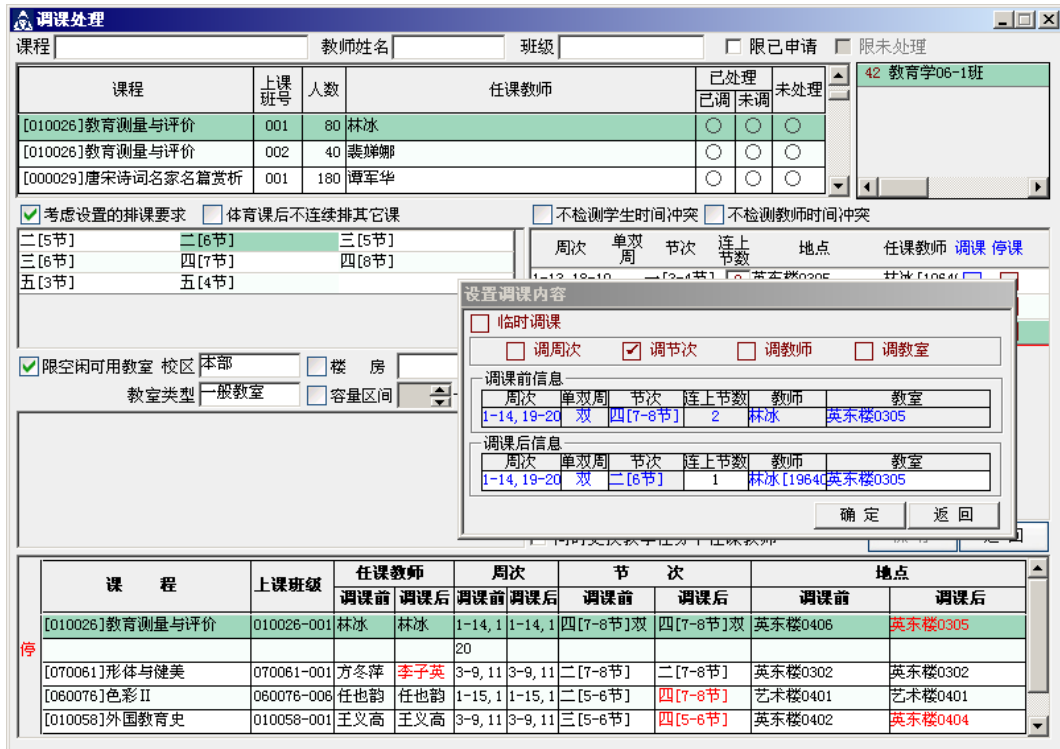 调课处理
课程 教师姓名 班级 限已申请 限未处理
课程 上课班号 人数 任课教师 已处理 未处理
已调 未调
[010026]教育测量与评价 001 80 林冰
[010026]教育测量与评价 002 40 裴娣娜
[000029]唐宋诗词名家名篇赏析 001 180 谭军华
42 教育学06-1班
考虑设置的排课要求 体育课后不连续排其它课 不检测学生时间冲突 不检测教师时间冲突
二[5节] 二[6节] 三[5节]
三[6节] 四[7节] 四[8节]
五[3节] 五[4节]
周次 单双周 节次 连上节数 地点 任课教师 调课 停课
限空闲可用教室 校区 本部 楼 房
教室类型 一般教室 容量区间 -
设置调课内容
临时调课
调周次 调节次 调教师 调教室
调课前信息
周次 单双周 节次 连上节数 教师 教室
1-14,19-20 双 四[7-8节] 2 林冰 英东楼0305
调课后信息
周次 单双周 节次 连上节数 教师 教室
1-14,19-20 双 二[6节] 1 林冰[1964 英东楼0305
确 定 返 回
课 程 上课班级 任课教师 周次 节 次 地点
调课前 调课后 调课前 调课后 调课前 调课后 调课前 调课后
停
[010026]教育测量与评价 010026-001 林冰 林冰 1-14,1 1-14,1 四[7-8节]双 四[7-8节]双 英东楼0406 英东楼0305
20
[070061]形体与健美 070061-001 方冬萍 李子英 3-9,11 3-9,11 二[7-8节] 二[7-8节] 英东楼0302 英东楼0302
[060076]色彩Ⅱ 060076-006 任也韵 任也韵 1-15,1 1-15,1 二[5-6节] 四[7-8节] 艺术楼0401 艺术楼0401
[010058]外国教育史 010058-001 王义高 王义高 3-9,11 3-9,11 三[5-6节] 四[5-6节] 英东楼0402 英东楼0404